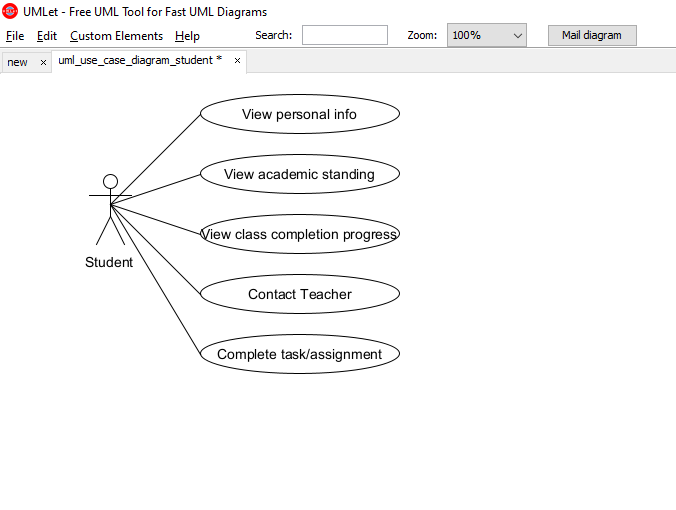 UMLet - Free UML Tool for Fast UML Diagrams
File Edit Custom Elements Help Search: Zoom: 100% Mail diagram
new × uml_use_case_diagram_student * ×
View personal info
View academic standing
View class completion progress
Student
Contact Teacher
Complete task/assignment